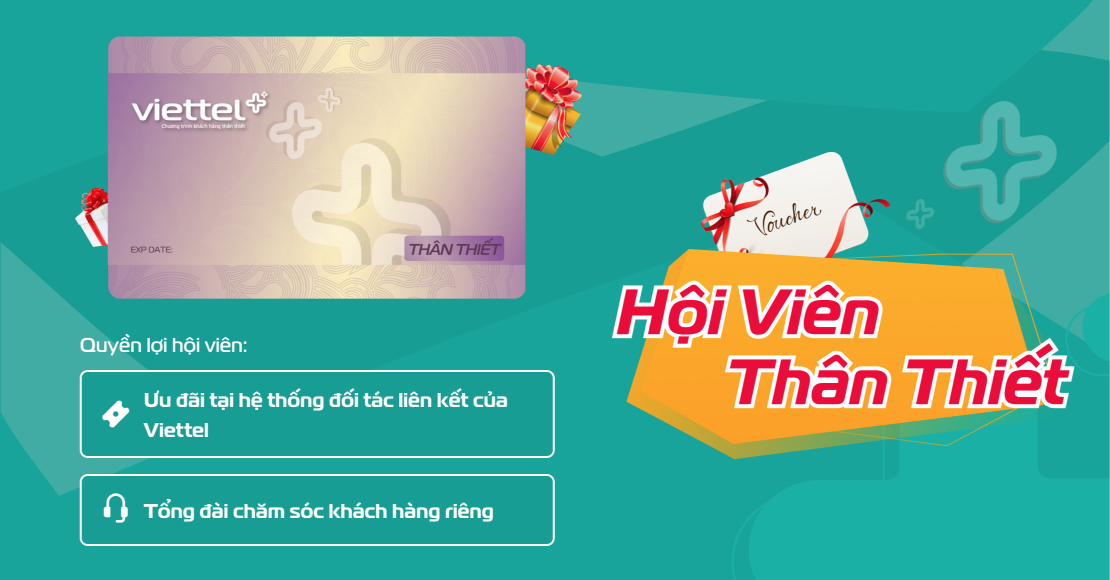 viettel
Chương trình khách hàng thân thiết
EXP DATE:
THÂN THIẾT
Quyền lợi hội viên:
Ưu đãi tại hệ thống đối tác liên kết của
Viettel
Tổng đài chăm sóc khách hàng riêng
Voucher
Hội Viên
Thân Thiết